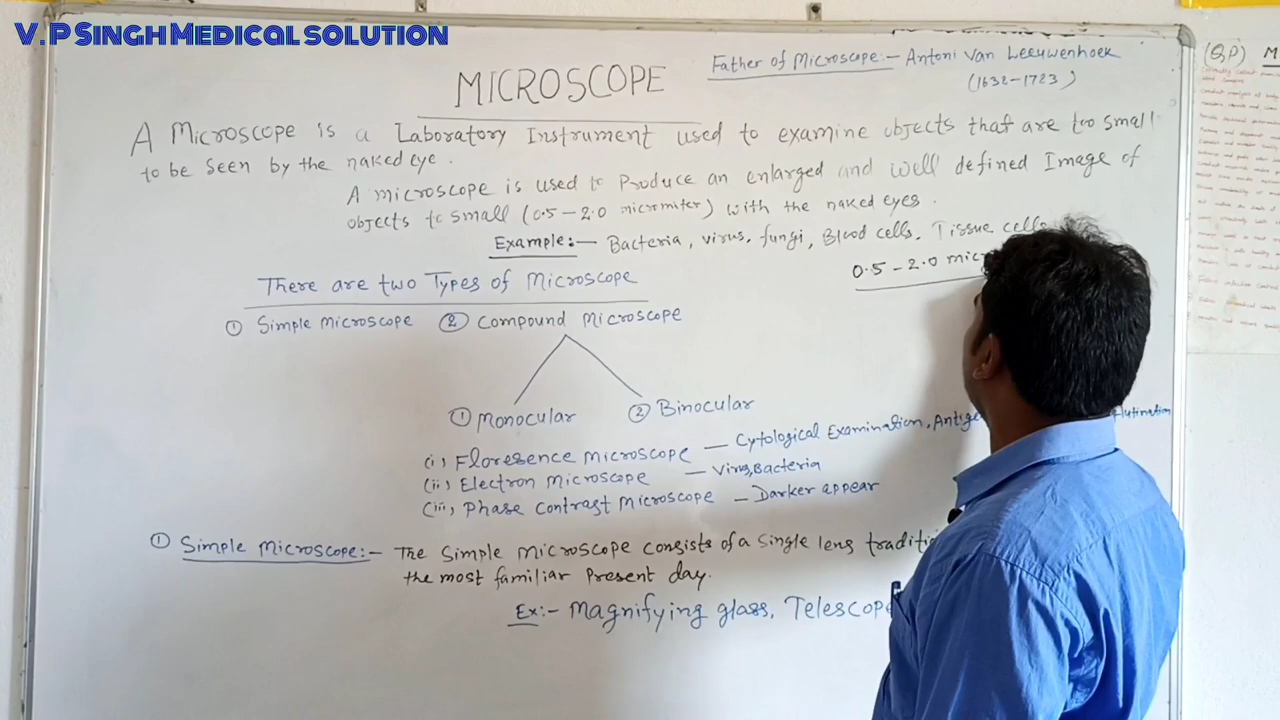 V.P SINGH MEDICAL SOLUTION
Father of Microscope:- Antoni Van Leeuwenhoek
(1632-1723)
MICROSCOPE
A Microscope is a Laboratory Instrument used to examine objects that are too small
to be seen by the naked eye.
A microscope is used to Produce an enlarged and well defined Image of
objects to small (0.5-2.0 micromiter) with the naked eyes.
Example:- Bacteria, virus, fungi, Blood cells, Tissue cells
0.5-2.0
There are two Types of Microscope
① Simple Microscope ② Compound Microscope
① Monocular ② Binocular
(i) Floresence Microscope - Cytological Examination,
(ii) Electron Microscope - Virus, Bacteria
(iii) Phase Contrast Microscope - Darker appear
① Simple Microscope:- The Simple Microscope consists of a Single lens
the most familiar Present day.
Ex:- Magnifying glass, Telescope